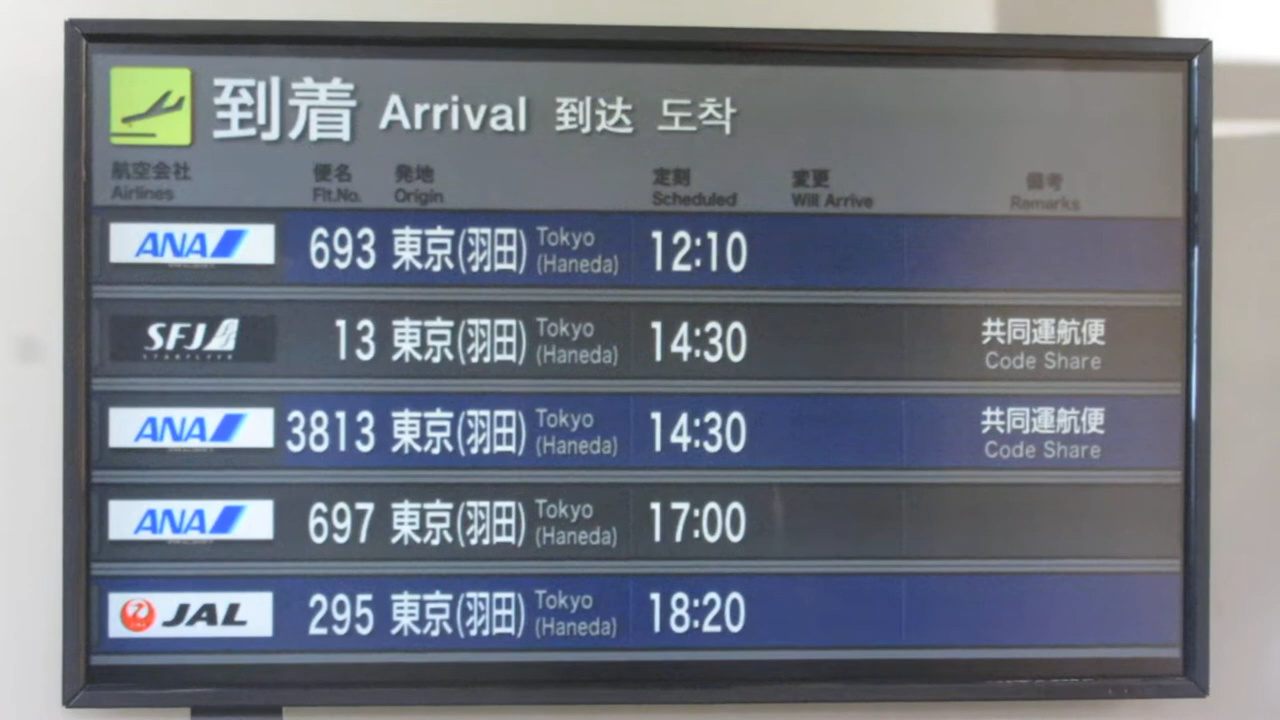 到着 Arrival 到达 도착
航空会社 便名 発地 定刻 変更 備考
Airlines Flt.No. Origin Scheduled Will Arrive Remarks
ANA 693 東京(羽田) Tokyo (Haneda) 12:10
SFJ STARFLYER 13 東京(羽田) Tokyo (Haneda) 14:30 共同運航便 Code Share
ANA 3813 東京(羽田) Tokyo (Haneda) 14:30 共同運航便 Code Share
ANA 697 東京(羽田) Tokyo (Haneda) 17:00
JAL 295 東京(羽田) Tokyo (Haneda) 18:20